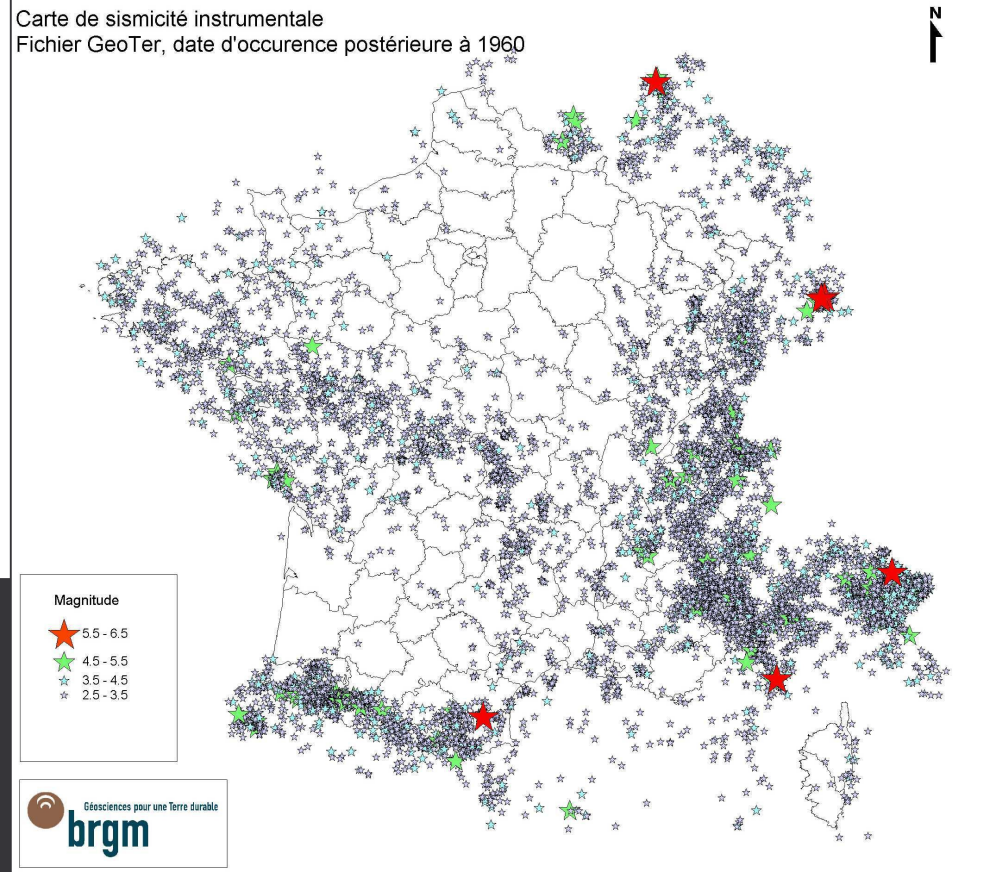 Carte de sismicité instrumentale
Fichier GeoTer, date d'occurence postérieure à 1960
N
Magnitude
5.5 - 6.5
4.5 - 5.5
3.5 - 4.5
2.5 - 3.5
Géosciences pour une Terre durable
brgm